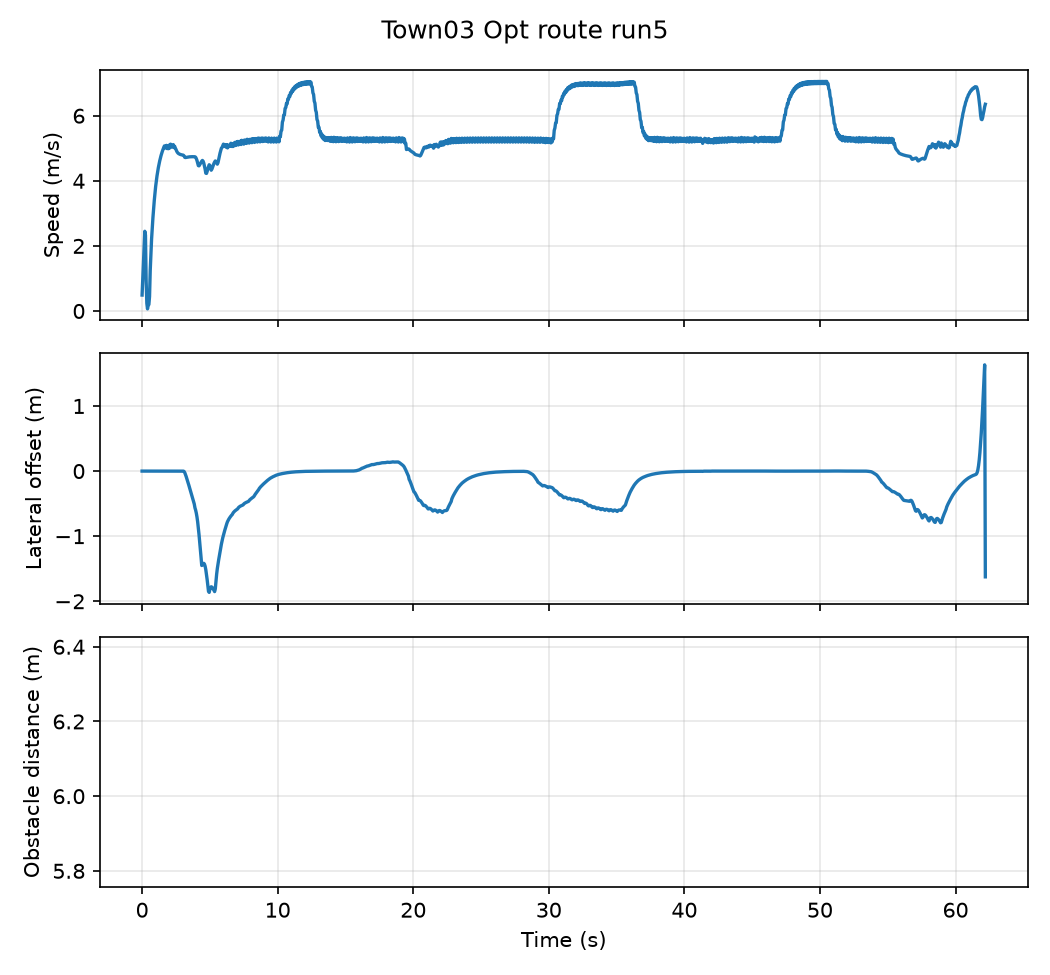 Town03 Opt route run5
Speed (m/s)
6
4
2
0
Lateral offset (m)
1
0
−1
−2
Obstacle distance (m)
6.4
6.2
6.0
5.8
0 10 20 30 40 50 60
Time (s)